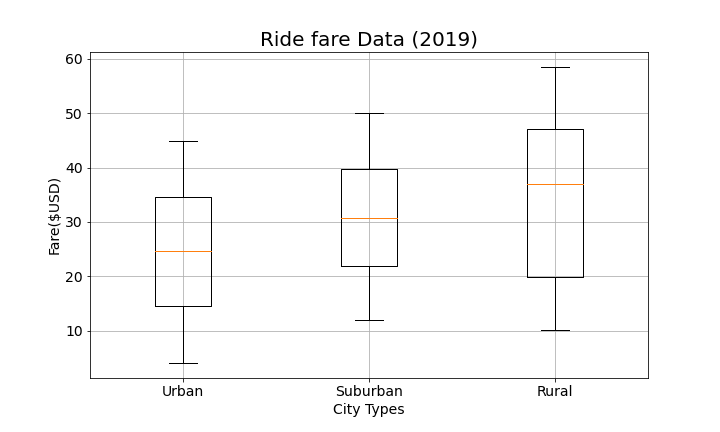 Ride fare Data (2019)
60
50
40
30
20
10
Fare($USD)
Urban
Suburban
Rural
City Types